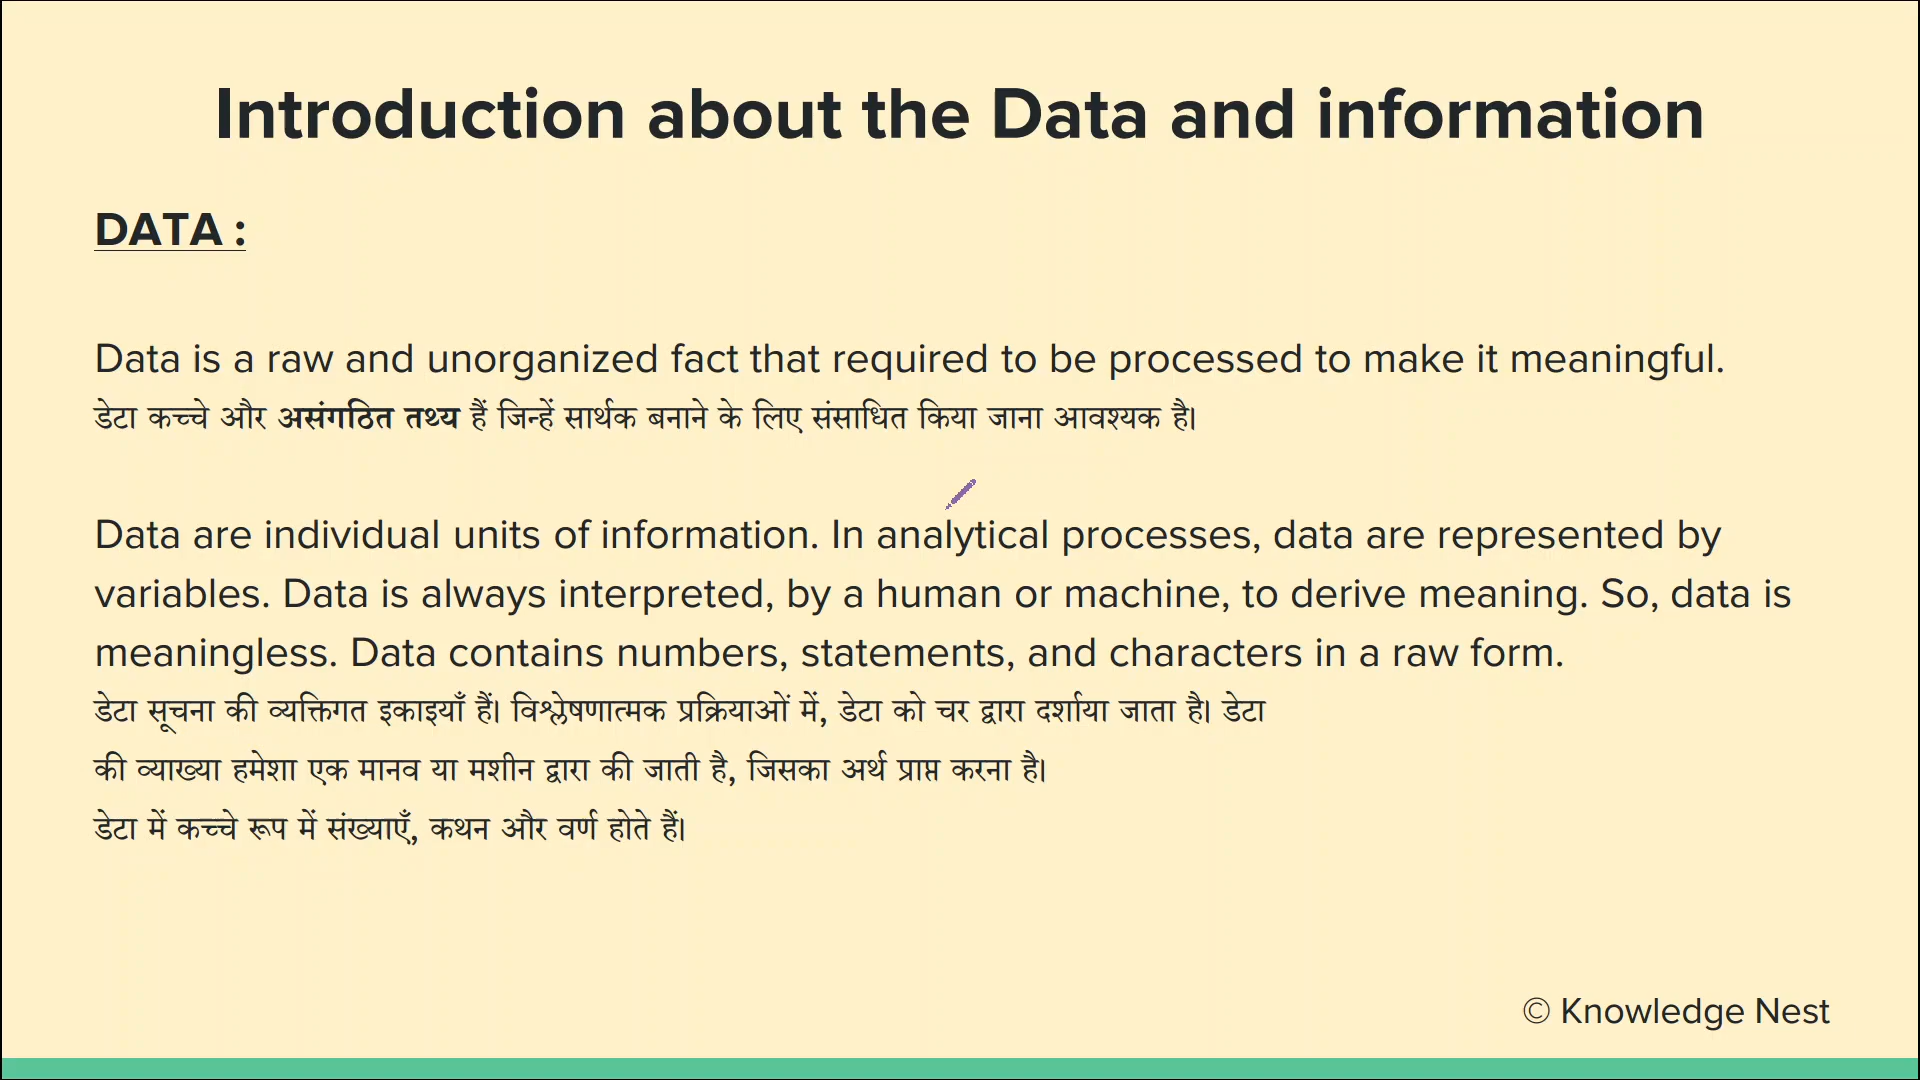 Introduction about the Data and information
DATA :
Data is a raw and unorganized fact that required to be processed to make it meaningful.
डेटा कच्चे और असंगठित तथ्य हैं जिन्हें सार्थक बनाने के लिए संसाधित किया जाना आवश्यक है।
Data are individual units of information. In analytical processes, data are represented by
variables. Data is always interpreted, by a human or machine, to derive meaning. So, data is
meaningless. Data contains numbers, statements, and characters in a raw form.
डेटा सूचना की व्यक्तिगत इकाइयाँ हैं। विश्लेषणात्मक प्रक्रियाओं में, डेटा को चर द्वारा दर्शाया जाता है। डेटा
की व्याख्या हमेशा एक मानव या मशीन द्वारा की जाती है, जिसका अर्थ प्राप्त करना है।
डेटा में कच्चे रूप में संख्याएँ, कथन और वर्ण होते हैं।
© Knowledge Nest